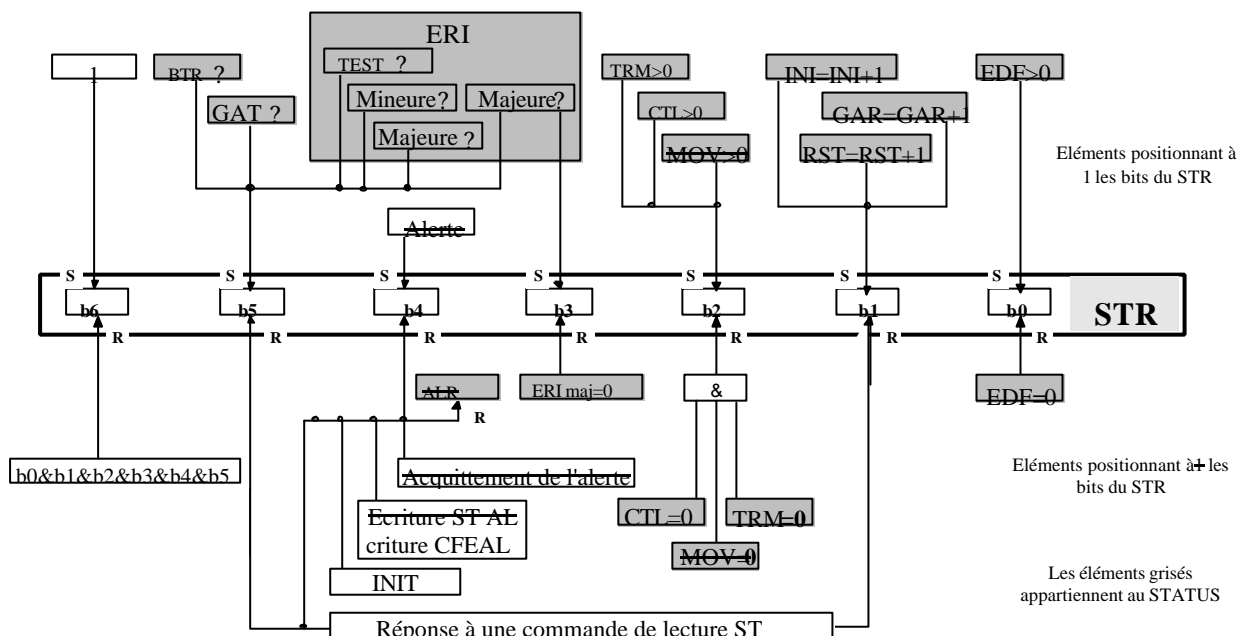 ERI
1
BTR ?
TEST ?
TRM>0
INI=INI+1
EDF>0
GAT ?
Mineure?
Majeure?
CTL>0
GAR=GAR+1
Majeure ?
MOV>0
RST=RST+1
Eléments positionnant à
1 les bits du STR
Alerte
S S S S S S S
b6 b5 b4 b3 b2 b1 b0
STR
R R R R R R R
ALR
ERI maj=0
&
EDF=0
R
b0&b1&b2&b3&b4&b5
Acquittement de l'alerte
Eléments positionnant à 1 les
bits du STR
Ecriture ST AL
criture CFEAL
CTL=0
TRM=0
MOV=0
INIT
Les éléments grisés
appartiennent au STATUS
Réponse à une commande de lecture ST